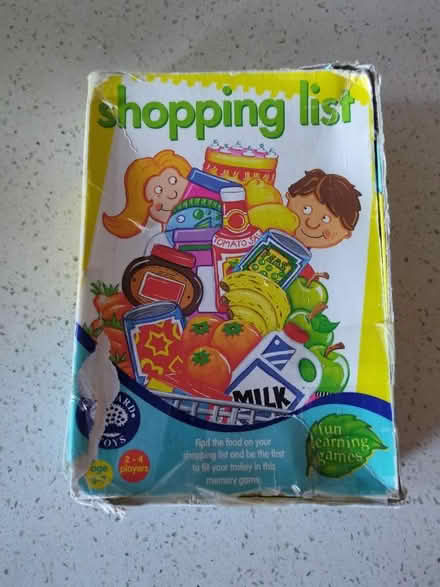 shopping list
TOMATO
PEAS
MILK
TOYS
age
2 - 4
players
Find the food on your
shopping list and be the first
to fill your trolley in this
memory game
fun
learning
games